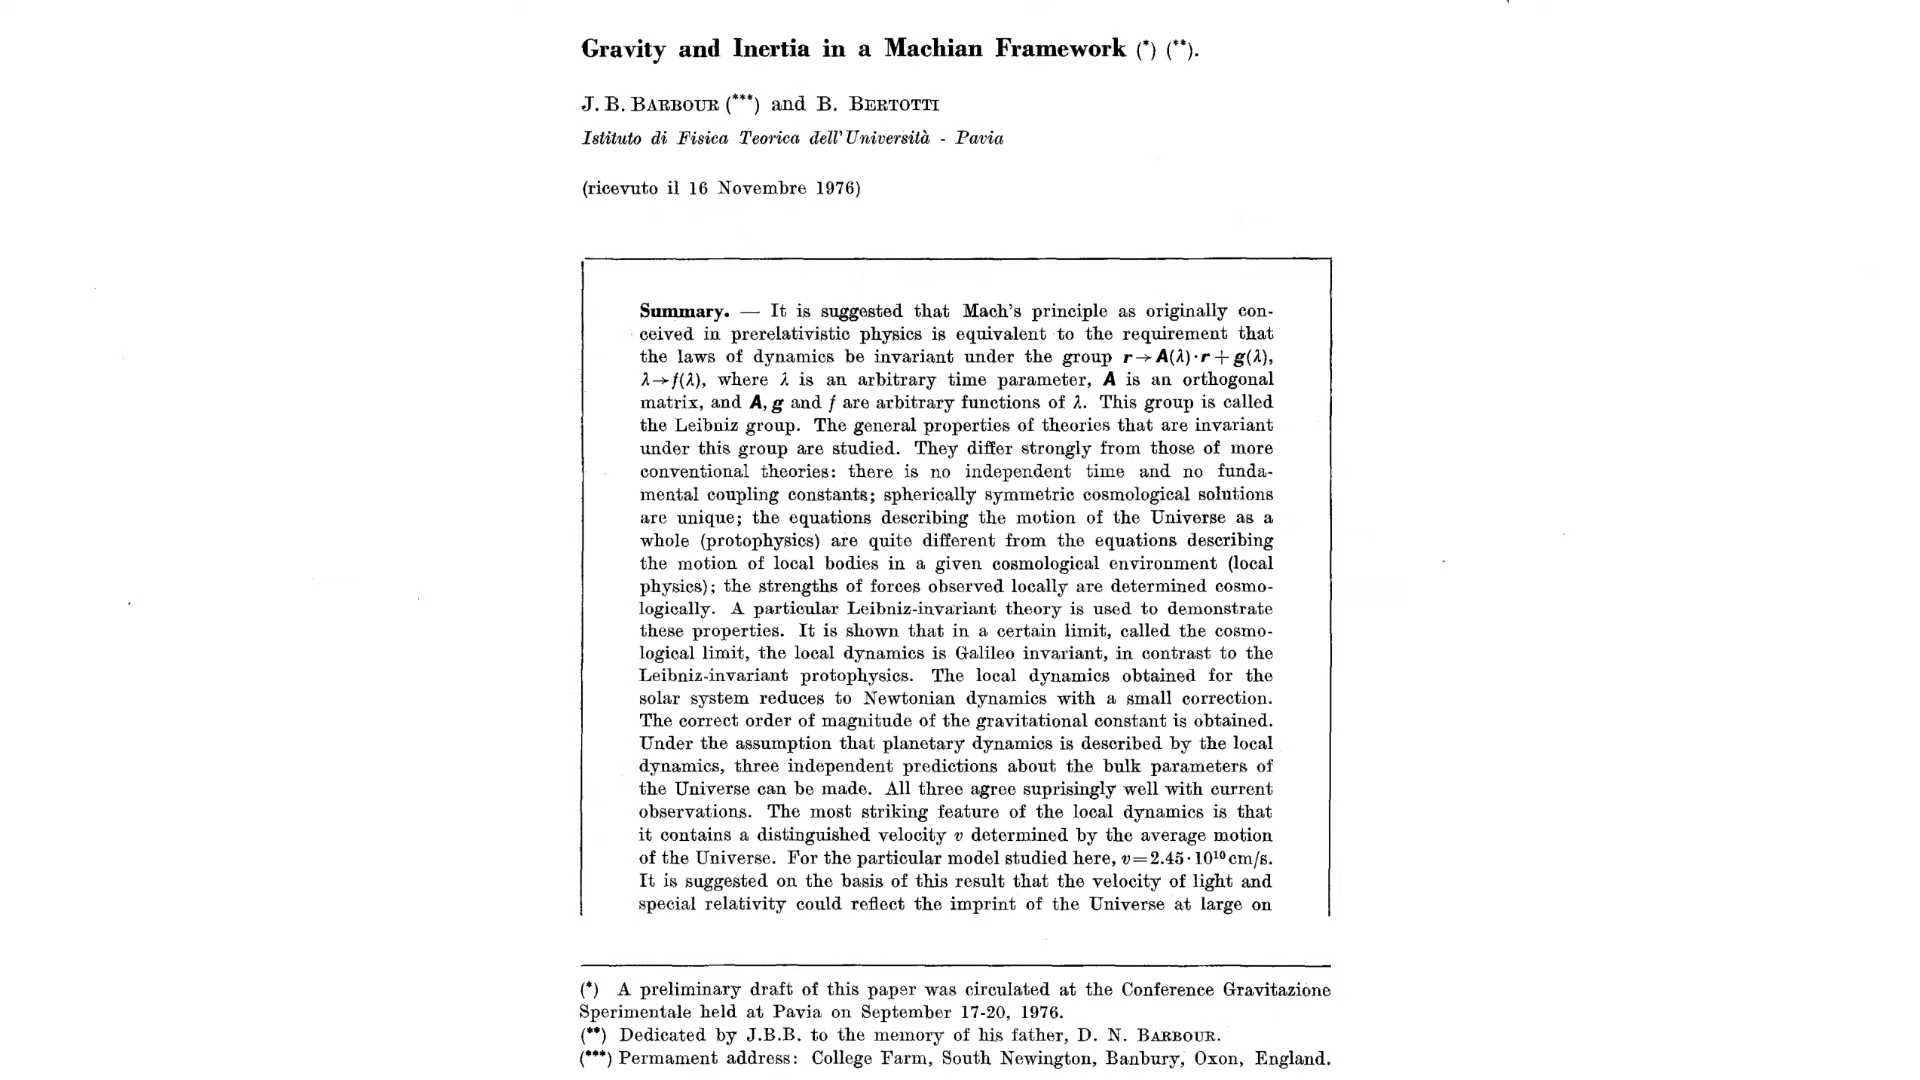 Gravity and Inertia in a Machian Framework (*) (**).
J. B. BARBOUR (***) and B. BERTOTTI
Istituto di Fisica Teorica dell'Università - Pavia
(ricevuto il 16 Novembre 1976)
Summary. — It is suggested that Mach's principle as originally con-
ceived in prerelativistic physics is equivalent to the requirement that
the laws of dynamics be invariant under the group r→A(λ)·r+g(λ),
λ→f(λ), where λ is an arbitrary time parameter, A is an orthogonal
matrix, and A, g and f are arbitrary functions of λ. This group is called
the Leibniz group. The general properties of theories that are invariant
under this group are studied. They differ strongly from those of more
conventional theories: there is no independent time and no funda-
mental coupling constants; spherically symmetric cosmological solutions
are unique; the equations describing the motion of the Universe as a
whole (protophysics) are quite different from the equations describing
the motion of local bodies in a given cosmological environment (local
physics); the strengths of forces observed locally are determined cosmo-
logically. A particular Leibniz-invariant theory is used to demonstrate
these properties. It is shown that in a certain limit, called the cosmo-
logical limit, the local dynamics is Galileo invariant, in contrast to the
Leibniz-invariant protophysics. The local dynamics obtained for the
solar system reduces to Newtonian dynamics with a small correction.
The correct order of magnitude of the gravitational constant is obtained.
Under the assumption that planetary dynamics is described by the local
dynamics, three independent predictions about the bulk parameters of
the Universe can be made. All three agree suprisingly well with current
observations. The most striking feature of the local dynamics is that
it contains a distinguished velocity v determined by the average motion
of the Universe. For the particular model studied here, v=2.45·10¹⁰ cm/s.
It is suggested on the basis of this result that the velocity of light and
special relativity could reflect the imprint of the Universe at large on
(*) A preliminary draft of this paper was circulated at the Conference Gravitazione
Sperimentale held at Pavia on September 17-20, 1976.
(**) Dedicated by J.B.B. to the memory of his father, D. N. BARBOUR.
(***) Permament address: College Farm, South Newington, Banbury, Oxon, England.